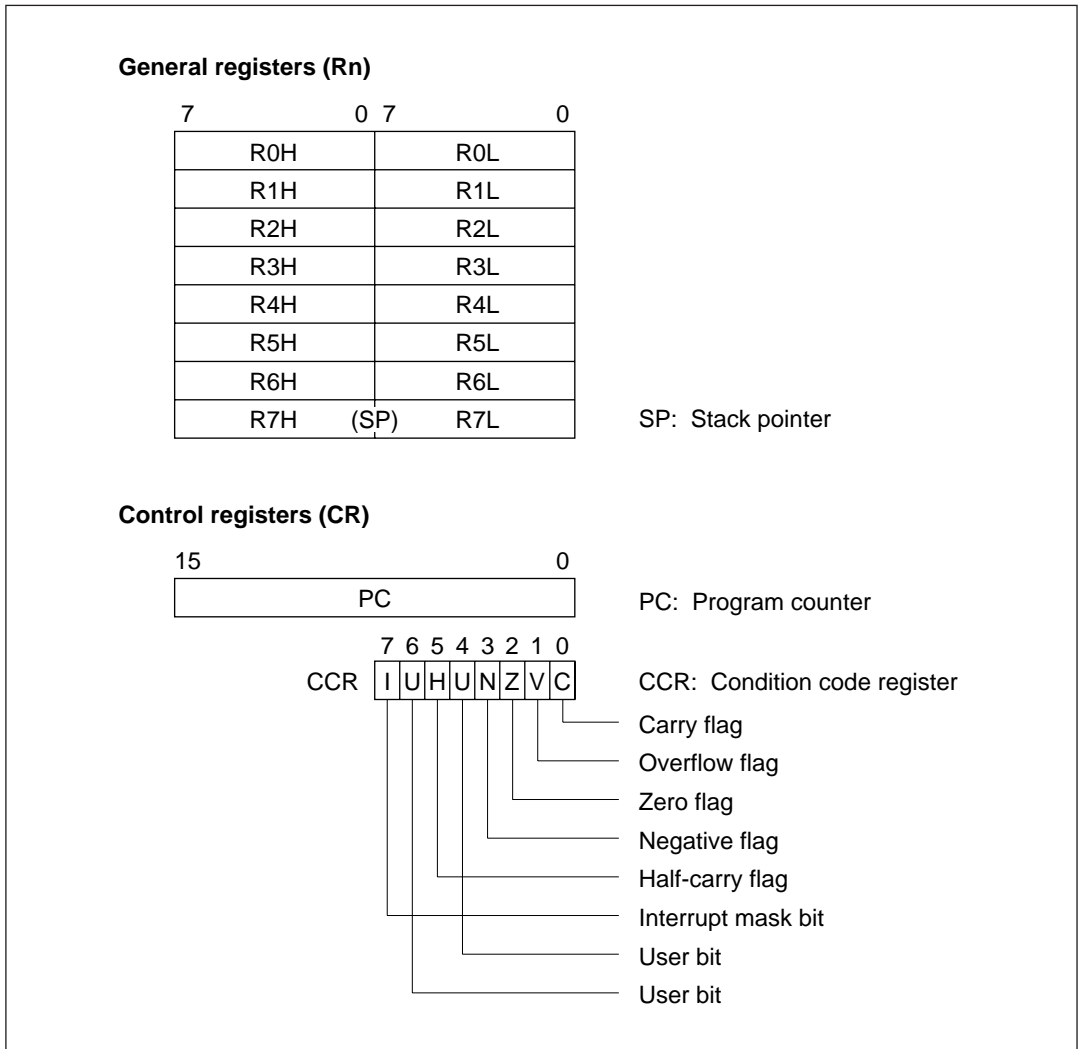 General registers (Rn)
7 0 7 0
R0H R0L
R1H R1L
R2H R2L
R3H R3L
R4H R4L
R5H R5L
R6H R6L
R7H (SP) R7L SP: Stack pointer
Control registers (CR)
15 0
PC PC: Program counter
7 6 5 4 3 2 1 0
CCR I U H U N Z V C CCR: Condition code register
Carry flag
Overflow flag
Zero flag
Negative flag
Half-carry flag
Interrupt mask bit
User bit
User bit